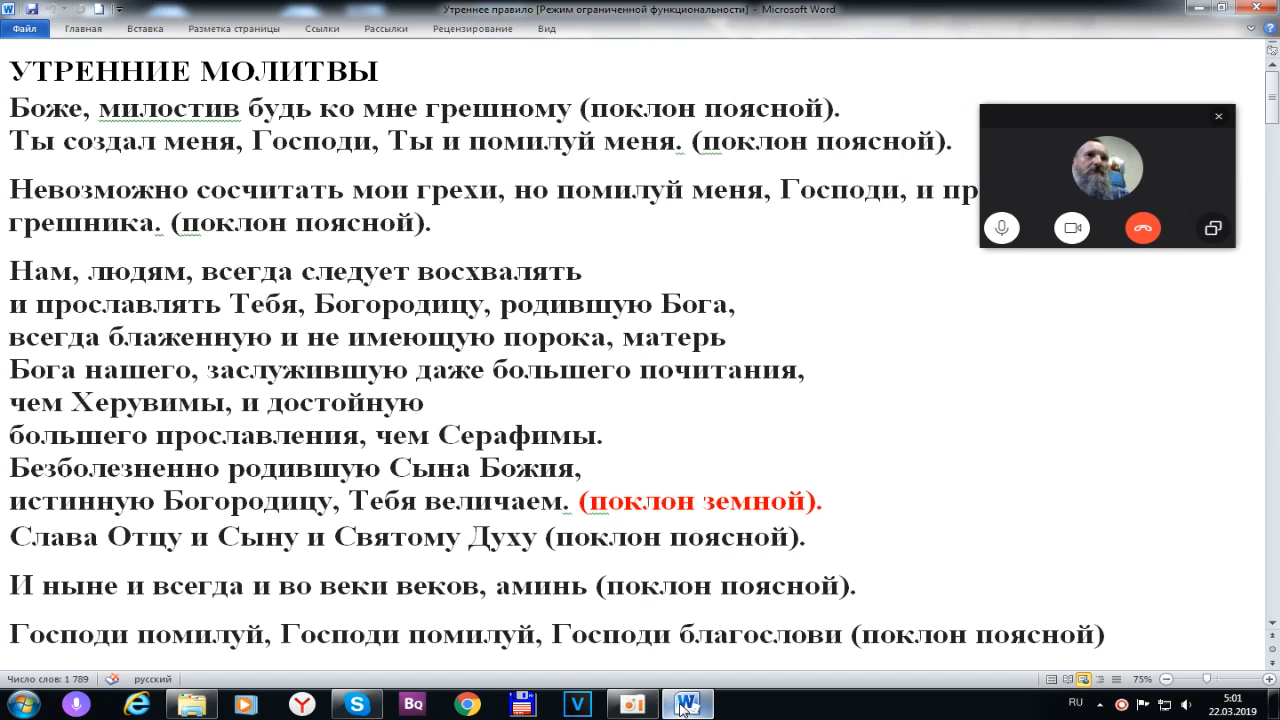 Утреннее правило [Режим ограниченной функциональности] - Microsoft Word
Файл Главная Вставка Разметка страницы Ссылки Рассылки Рецензирование Вид
УТРЕННИЕ МОЛИТВЫ
Боже, милостив будь ко мне грешному (поклон поясной).
Ты создал меня, Господи, Ты и помилуй меня. (поклон поясной).
Невозможно сосчитать мои грехи, но помилуй меня, Господи, и пр
грешника. (поклон поясной).
Нам, людям, всегда следует восхвалять
и прославлять Тебя, Богородицу, родившую Бога,
всегда блаженную и не имеющую порока, матерь
Бога нашего, заслужившую даже большего почитания,
чем Херувимы, и достойную
большего прославления, чем Серафимы.
Безболезненно родившую Сына Божия,
истинную Богородицу, Тебя величаем. (поклон земной).
Слава Отцу и Сыну и Святому Духу (поклон поясной).
И ныне и всегда и во веки веков, аминь (поклон поясной).
Господи помилуй, Господи помилуй, Господи благослови (поклон поясной)
Число слов: 1 789 русский 75%
Bq RU 5:01
22.03.2019